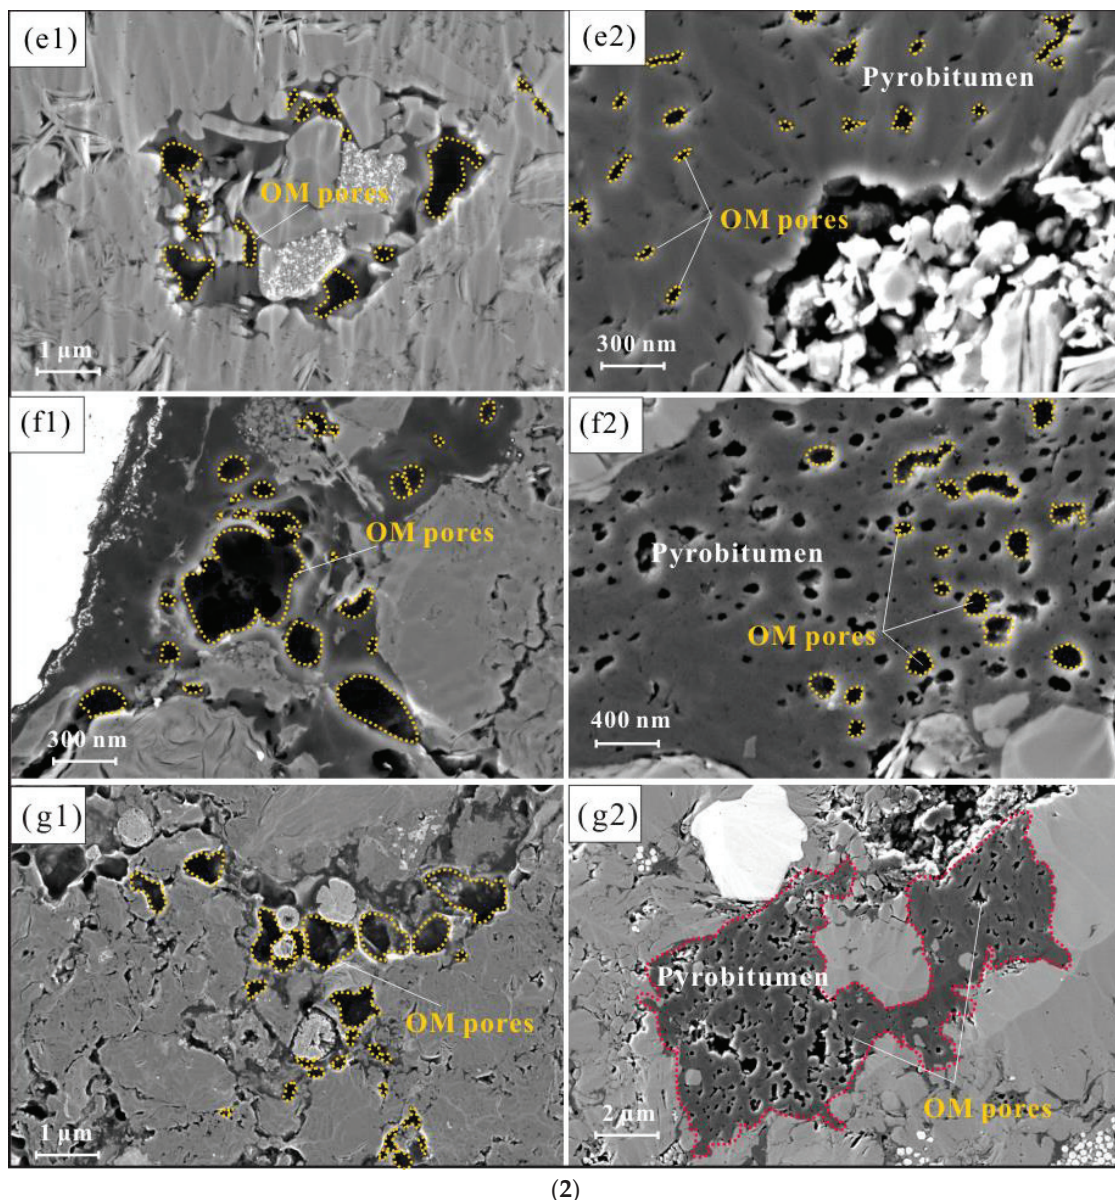 (e1)
OM pores
1 μm
(e2)
Pyrobitumen
OM pores
300 nm
(f1)
OM pores
300 nm
(f2)
Pyrobitumen
OM pores
400 nm
(g1)
OM pores
1 μm
(g2)
Pyrobitumen
OM pores
2 μm
(2)